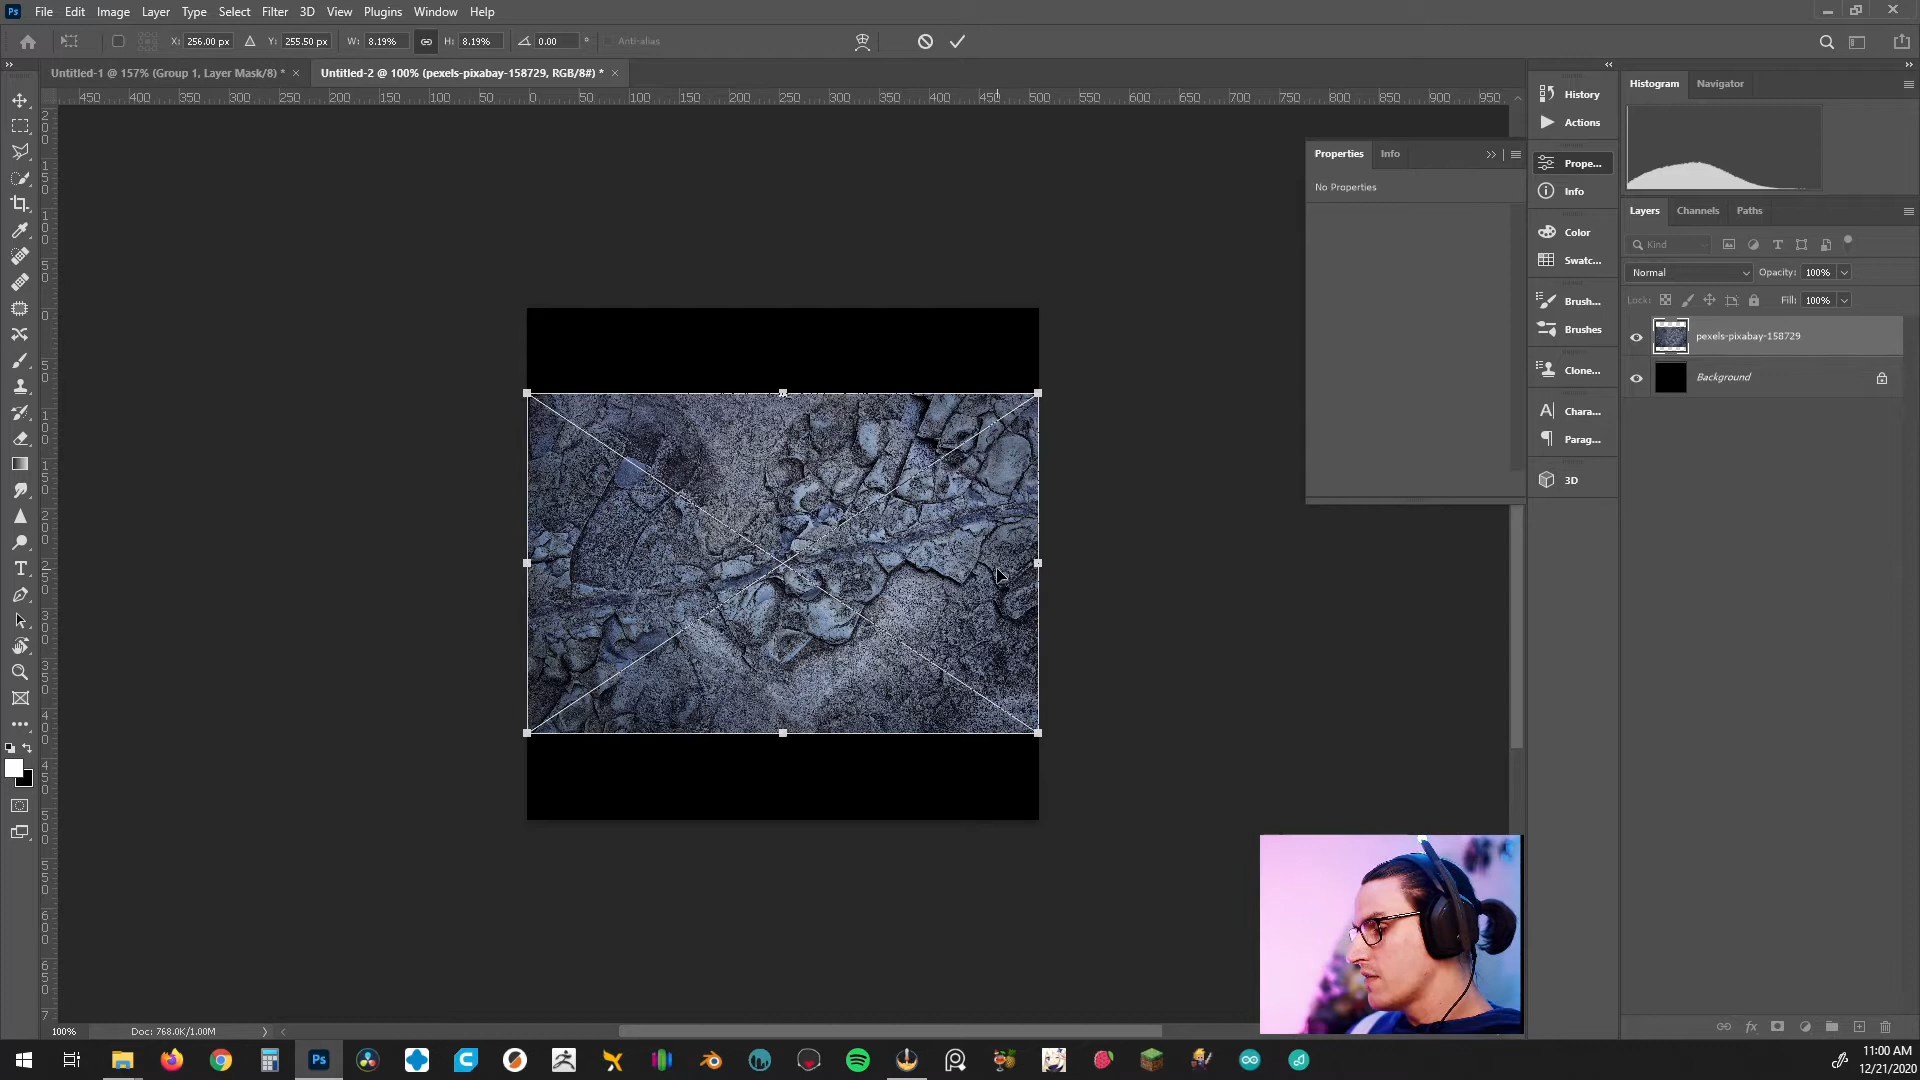 Ps File Edit Image Layer Type Select Filter 3D View Plugins Window Help
X: 256.00 px Y: 255.50 px W: 8.19% H: 8.19% 0.00 ° Anti-alias
Untitled-1 @ 157% (Group 1, Layer Mask/8) * × Untitled-2 @ 100% (pexels-pixabay-158729, RGB/8#) * ×
450 400 350 300 250 200 150 100 50 0 50 100 150 200 250 300 350 400 450 500 550 600 650 700 750 800 850 900 950
Histogram Navigator
History
Actions
Properties Info
Prope...
No Properties
Info
Layers Channels Paths
Color
Kind
Swatc...
Normal Opacity: 100%
Brush...
Lock: Fill: 100%
Brushes
pexels-pixabay-158729
Clone...
Background
Chara...
Parag...
3D
100% Doc: 768.0K/1.00M
11:00 AM
12/21/2020